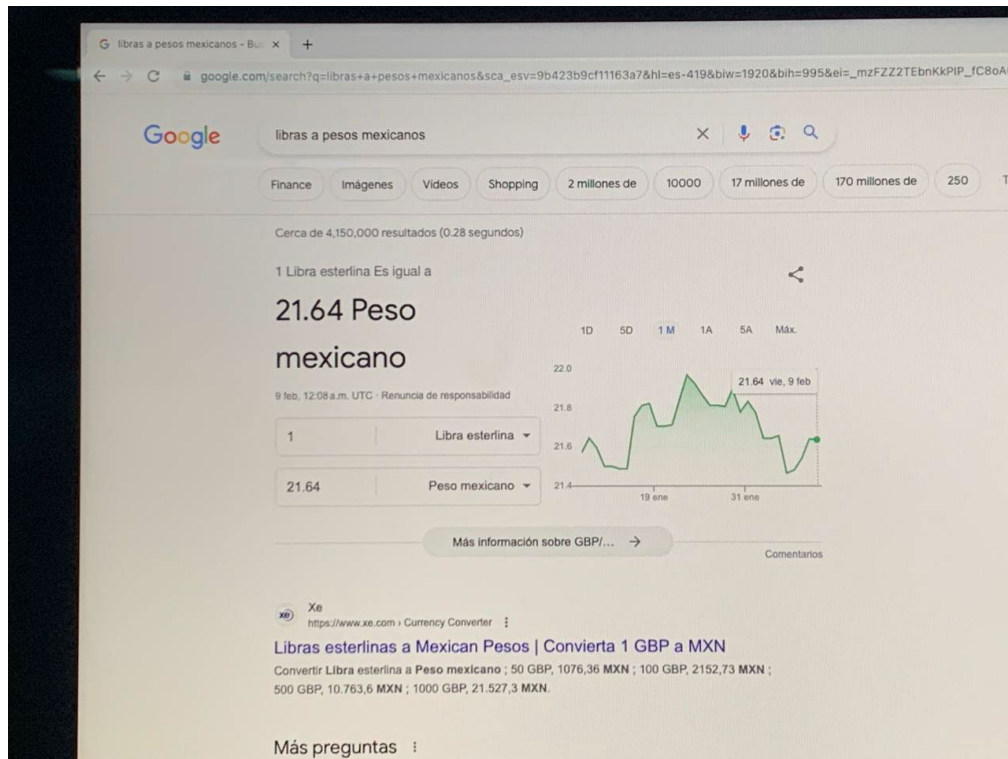 libras a pesos mexicanos - Bus
google.com/search?q=libras+a+pesos+mexicanos&sca_esv=9b423b9cf11163a7&hl=es-419&biw=1920&bih=995&ei=_mzFZZ2TEbnKkPIP_fC8oA
Google
libras a pesos mexicanos
Finance
Imágenes
Videos
Shopping
2 millones de
10000
17 millones de
170 millones de
250
T
Cerca de 4,150,000 resultados (0.28 segundos)
1 Libra esterlina Es igual a
21.64 Peso
mexicano
9 feb, 12:08 a.m. UTC · Renuncia de responsabilidad
1 Libra esterlina
21.64 Peso mexicano
1D 5D 1 M 1A 5A Máx.
22.0
21.64 vie, 9 feb
21.8
21.6
21.4
19 ene 31 ene
Más información sobre GBP/... →
Comentarios
xe
Xe
https://www.xe.com › Currency Converter
Libras esterlinas a Mexican Pesos | Convierta 1 GBP a MXN
Convertir Libra esterlina a Peso mexicano ; 50 GBP, 1076,36 MXN ; 100 GBP, 2152,73 MXN ;
500 GBP, 10.763,6 MXN ; 1000 GBP, 21.527,3 MXN.
Más preguntas